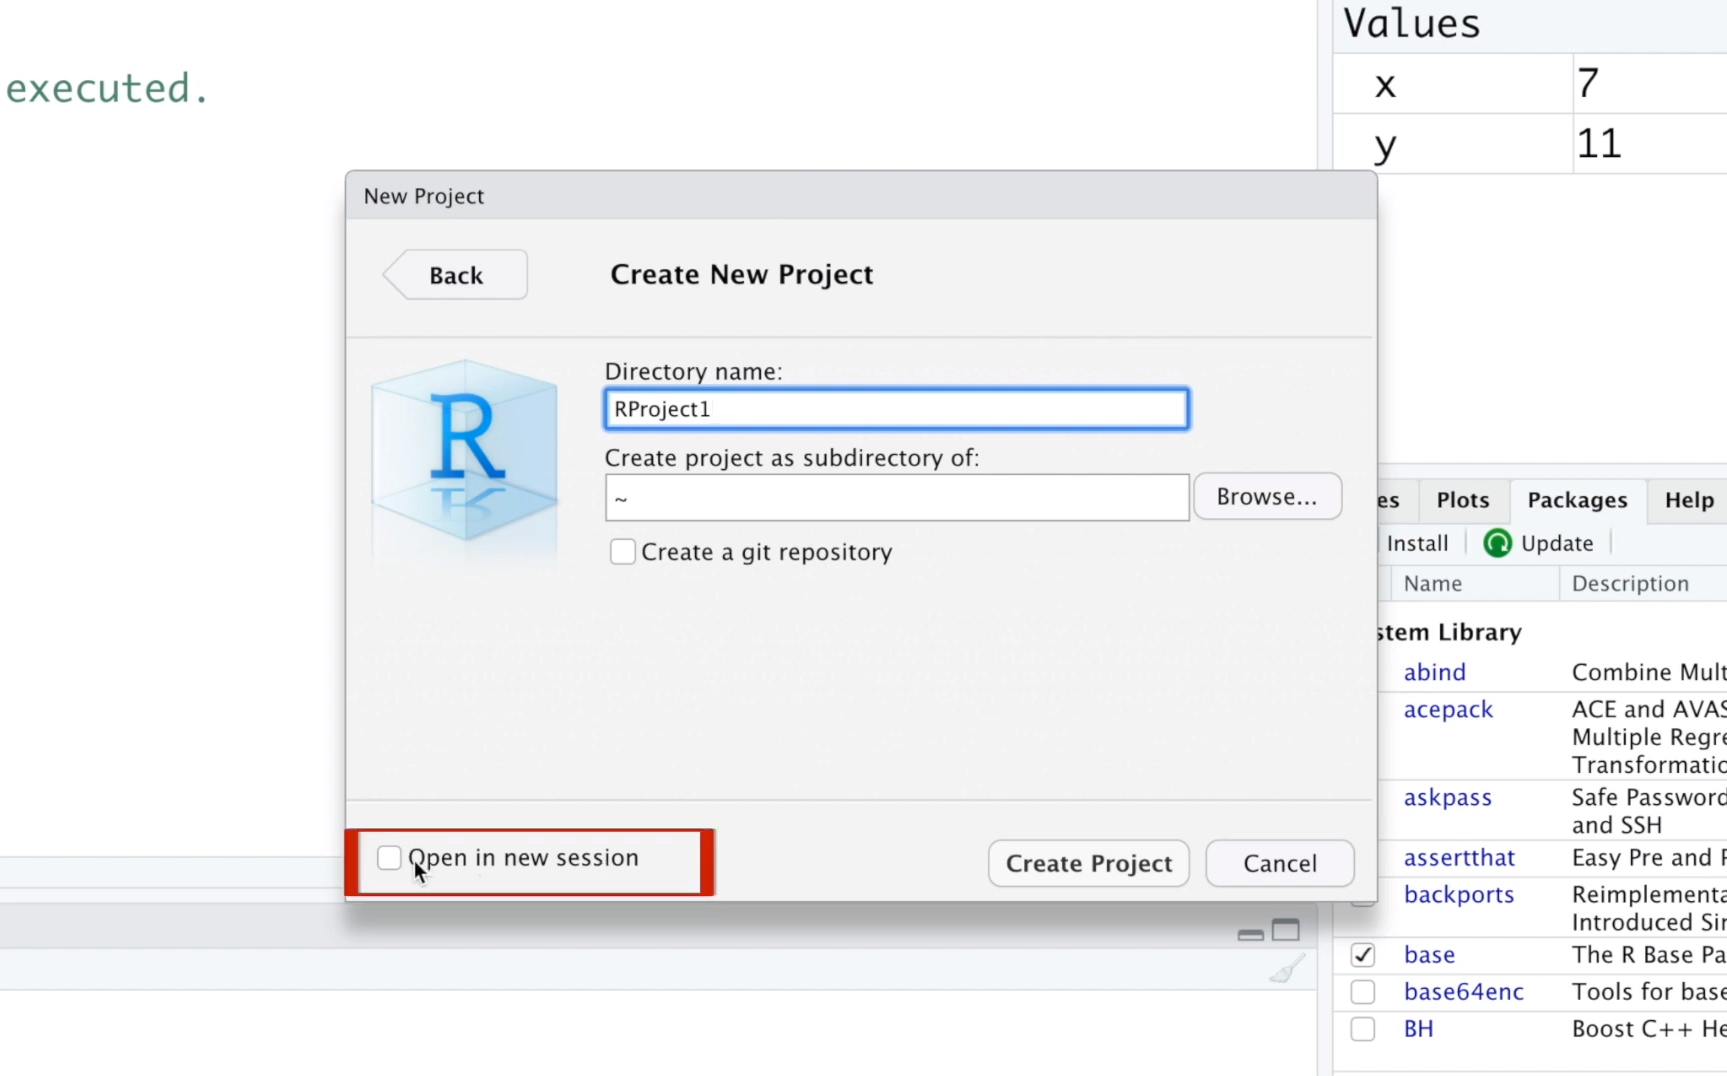 executed.
Values
x 7
y 11
New Project
Back
Create New Project
R
Directory name:
RProject1
Create project as subdirectory of:
~
Browse...
Create a git repository
Open in new session
Create Project
Cancel
es Plots Packages Help
Install Update
Name Description
stem Library
abind Combine Mult
acepack ACE and AVAS
Multiple Regre
Transformatio
askpass Safe Password
and SSH
assertthat Easy Pre and P
backports Reimplementa
Introduced Sin
base The R Base Pa
base64enc Tools for base
BH Boost C++ He